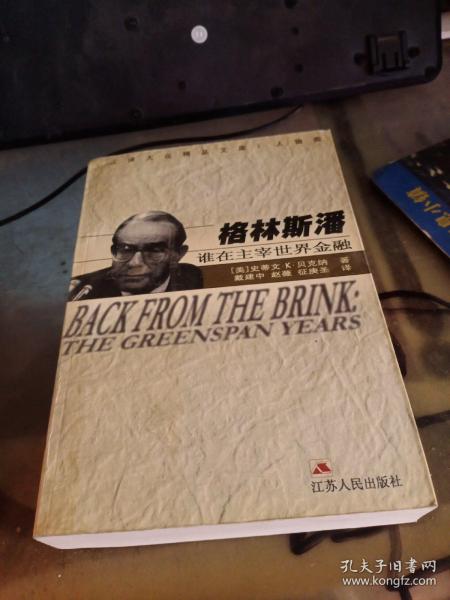 格林斯潘
谁在主宰世界金融
[美]史蒂文·K·贝克纳 著
戴建中 赵薇 征庚圣 译
BACK FROM THE BRINK:
THE GREENSPAN YEARS
江苏人民出版社
孔夫子旧书网
www.kongfz.com